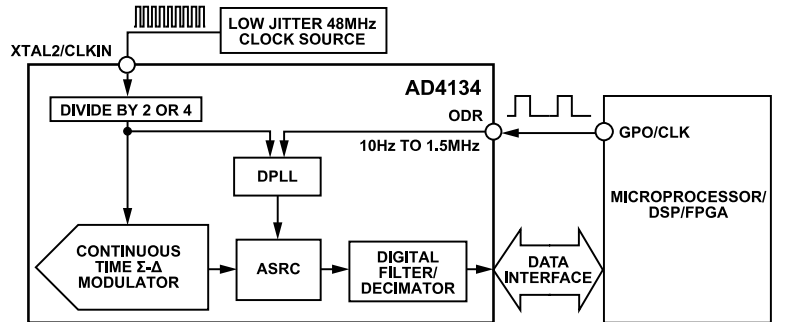 LOW JITTER 48MHz
CLOCK SOURCE
XTAL2/CLKIN
AD4134
DIVIDE BY 2 OR 4
ODR
10Hz TO 1.5MHz
GPO/CLK
DPLL
MICROPROCESSOR/
DSP/FPGA
CONTINUOUS
TIME Σ-Δ
MODULATOR
ASRC
DIGITAL
FILTER/
DECIMATOR
DATA
INTERFACE